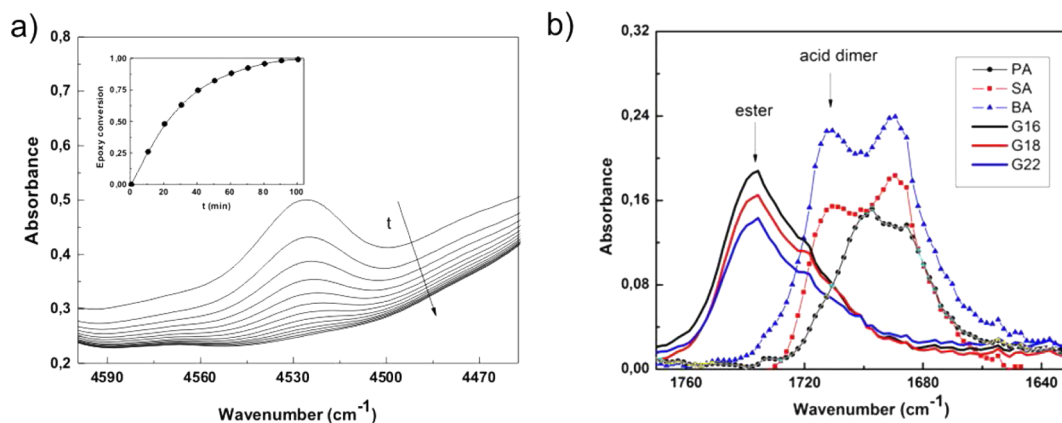 a)
0,8
0,7
0,6
0,5
0,4
0,3
0,2
Absorbance
1,00
0,75
0,50
0,25
0,00
Epoxy conversion
0 20 40 60 80 100
t (min)
t
4590 4560 4530 4500 4470
Wavenumber (cm-1)
b)
0,32
0,24
0,16
0,08
0,00
Absorbance
acid dimer
ester
PA
SA
BA
G16
G18
G22
1760 1720 1680 1640
Wavenumber (cm-1)